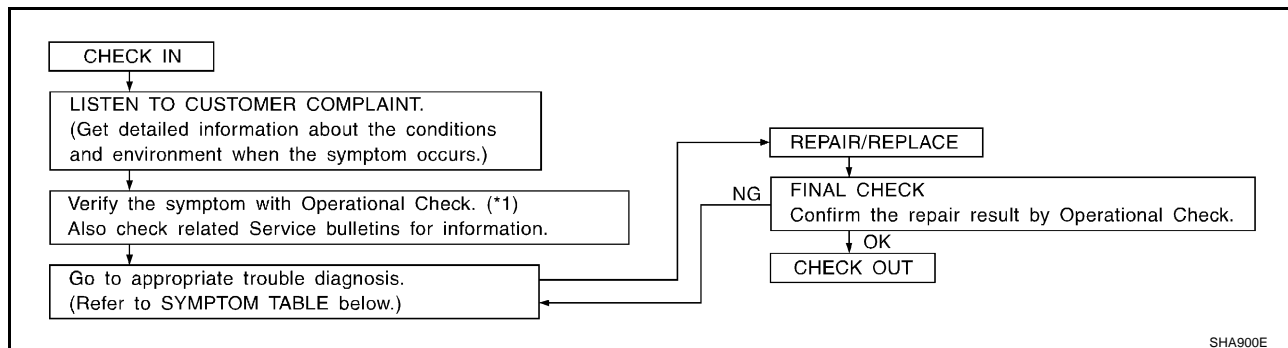 CHECK IN
LISTEN TO CUSTOMER COMPLAINT.
(Get detailed information about the conditions
and environment when the symptom occurs.)
Verify the symptom with Operational Check. (*1)
Also check related Service bulletins for information.
Go to appropriate trouble diagnosis.
(Refer to SYMPTOM TABLE below.)
REPAIR/REPLACE
NG
FINAL CHECK
Confirm the repair result by Operational Check.
OK
CHECK OUT
SHA900E